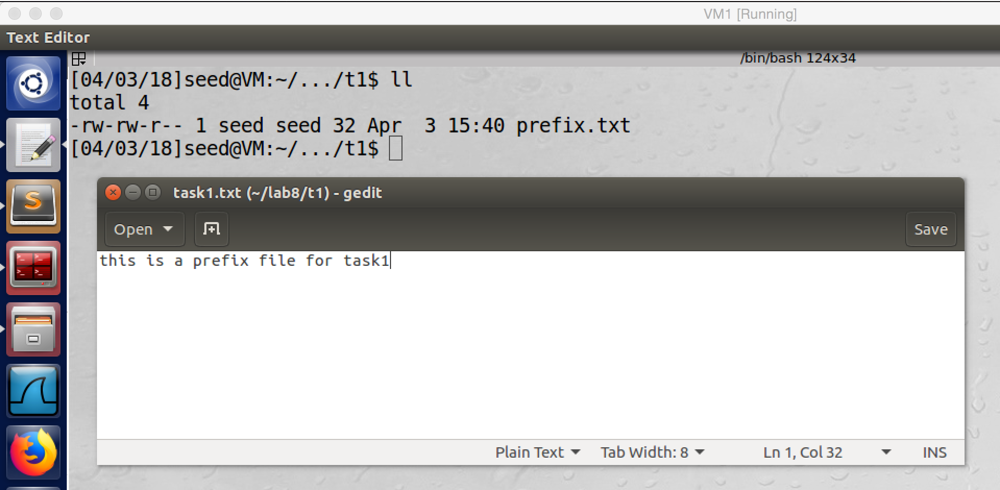 VM1 [Running]
Text Editor
/bin/bash 124x34
[04/03/18]seed@VM:~/.../t1$ ll
total 4
-rw-rw-r-- 1 seed seed 32 Apr  3 15:40 prefix.txt
[04/03/18]seed@VM:~/.../t1$
task1.txt (~/lab8/t1) - gedit
Open
Save
this is a prefix file for task1
Plain Text
Tab Width: 8
Ln 1, Col 32
INS